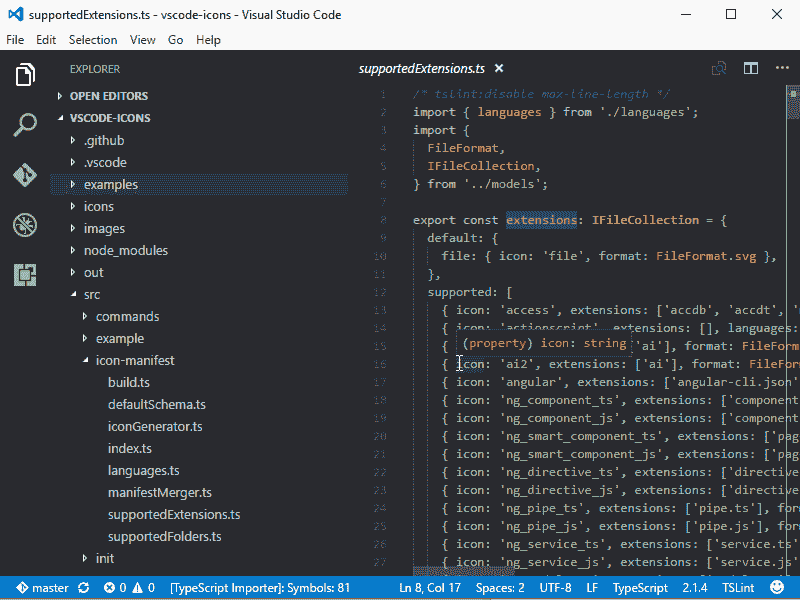 supportedExtensions.ts - vscode-icons - Visual Studio Code
File Edit Selection View Go Help
EXPLORER
OPEN EDITORS
VSCODE-ICONS
.github
.vscode
examples
icons
images
node_modules
out
src
commands
example
icon-manifest
build.ts
defaultSchema.ts
iconGenerator.ts
index.ts
languages.ts
manifestMerger.ts
supportedExtensions.ts
supportedFolders.ts
init
supportedExtensions.ts
1 /* tslint:disable max-line-length */
2 import { languages } from './languages';
3 import {
4 FileFormat,
5 IFileCollection,
6 } from '../models';
7
8 export const extensions: IFileCollection = {
9 default: {
10 file: { icon: 'file', format: FileFormat.svg },
11 },
12 supported: [
13 { icon: 'access', extensions: ['accdb', 'accdt', '
14 { icon: 'actionscript', extensions: [], languages:
(property) icon: string
15 { 'ai'], format: FileForm
16 { icon: 'ai2', extensions: ['ai'], format: FileFor
17 { icon: 'angular', extensions: ['angular-cli.json'
18 { icon: 'ng_component_ts', extensions: ['component
19 { icon: 'ng_component_js', extensions: ['component
20 { icon: 'ng_smart_component_ts', extensions: ['pag
21 { icon: 'ng_smart_component_js', extensions: ['pag
22 { icon: 'ng_directive_ts', extensions: ['directive
23 { icon: 'ng_directive_js', extensions: ['directive
24 { icon: 'ng_pipe_ts', extensions: ['pipe.ts'], for
25 { icon: 'ng_pipe_js', extensions: ['pipe.js'], for
26 { icon: 'ng_service_ts', extensions: ['service.ts'
27 { icon: 'ng_service_js', extensions: ['service.js'
master 0 0 [TypeScript Importer]: Symbols: 81 Ln 8, Col 17 Spaces: 2 UTF-8 LF TypeScript 2.1.4 TSLint